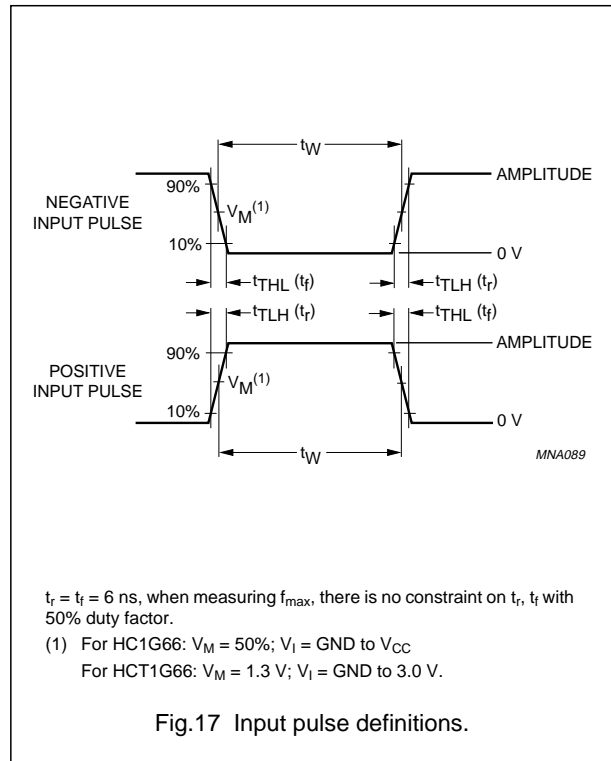 tW
90%
AMPLITUDE
NEGATIVE
INPUT PULSE
VM(1)
10%
0 V
tTHL (tf)
tTLH (tr)
tTLH (tr)
tTHL (tf)
AMPLITUDE
90%
POSITIVE
INPUT PULSE
VM(1)
10%
0 V
tW
MNA089
tr = tf = 6 ns, when measuring fmax, there is no constraint on tr, tf with
50% duty factor.
(1) For HC1G66: VM = 50%; VI = GND to VCC
For HCT1G66: VM = 1.3 V; VI = GND to 3.0 V.
Fig.17 Input pulse definitions.